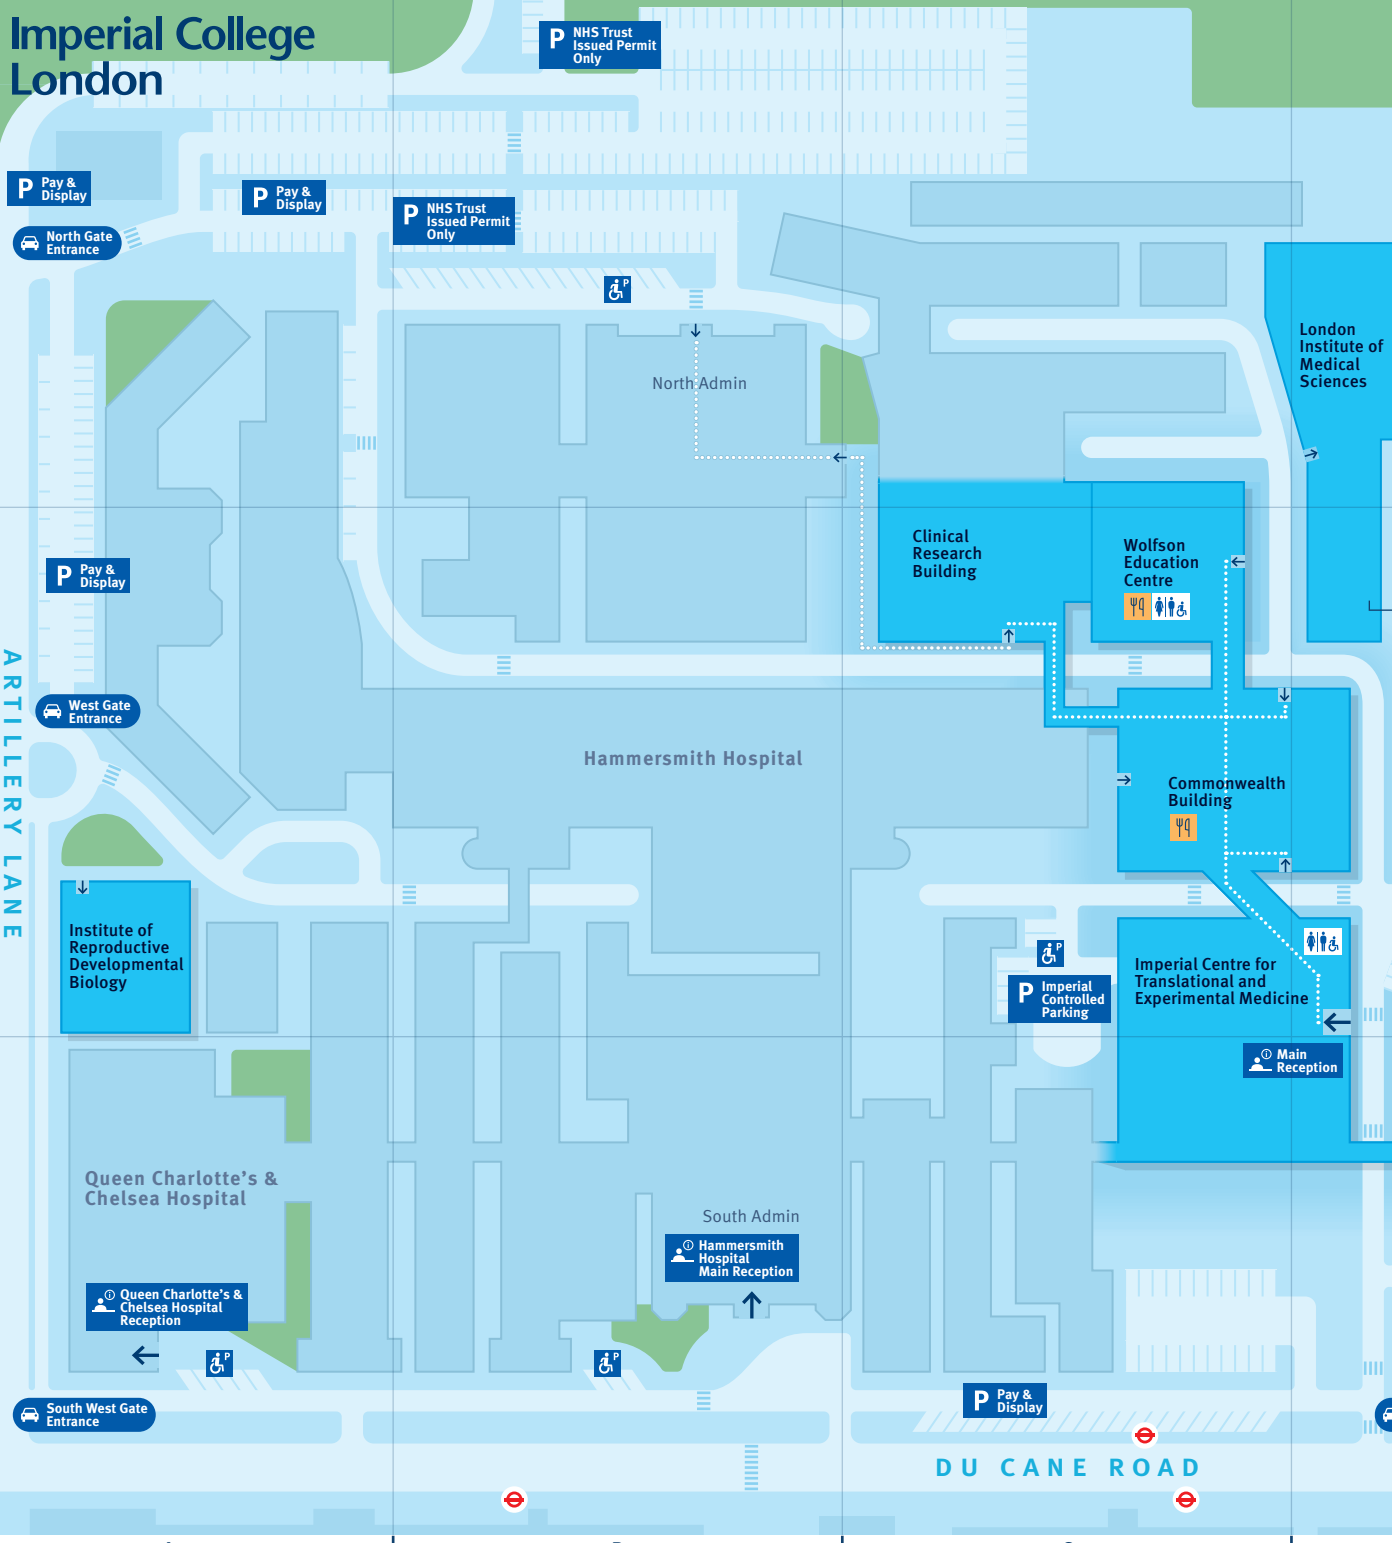 Imperial College
London
P NHS Trust
Issued Permit
Only
P Pay &
Display
P Pay &
Display
P NHS Trust
Issued Permit
Only
North Gate
Entrance
P
London
Institute of
Medical
Sciences
North Admin
Clinical
Research
Building
Wolfson
Education
Centre
P Pay &
Display
ARTILLERY LANE
West Gate
Entrance
Hammersmith Hospital
Commonwealth
Building
Institute of
Reproductive
Developmental
Biology
P
P Imperial
Controlled
Parking
Imperial Centre for
Translational and
Experimental Medicine
Main
Reception
Queen Charlotte's &
Chelsea Hospital
South Admin
Hammersmith
Hospital
Main Reception
Queen Charlotte's &
Chelsea Hospital
Reception
P
P
P Pay &
Display
South West Gate
Entrance
DU CANE ROAD